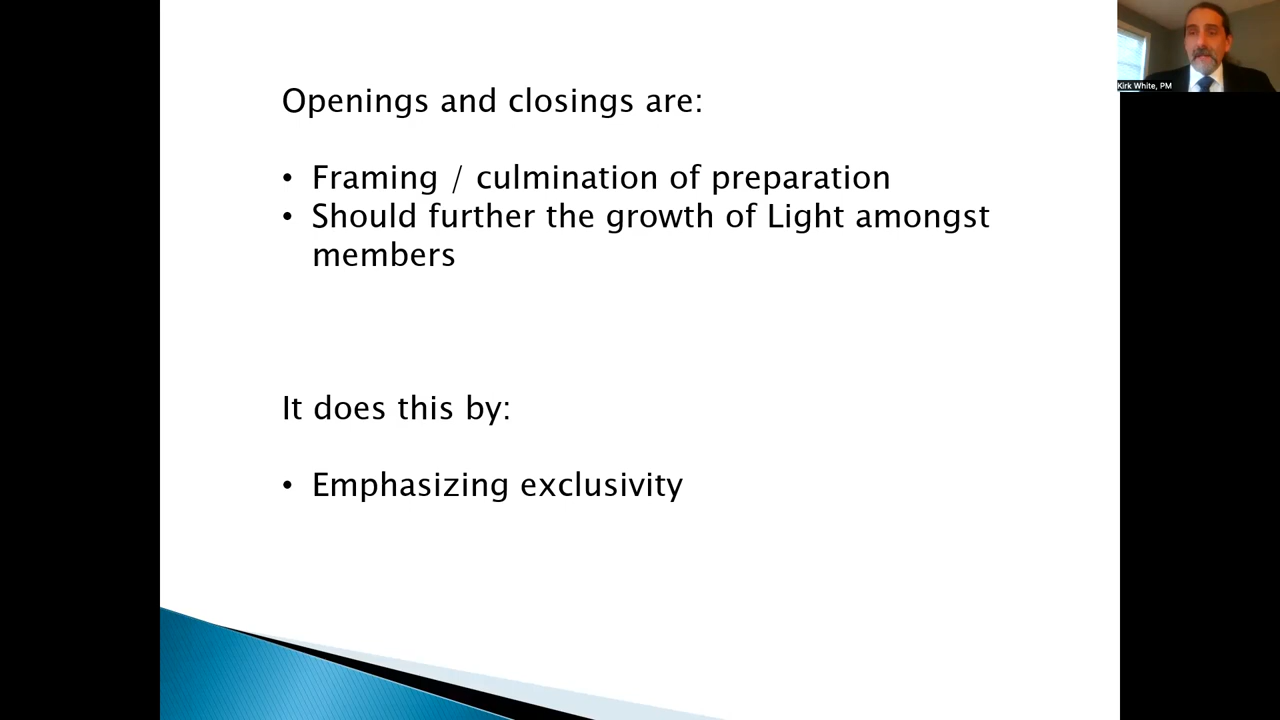 Openings and closings are:
• Framing / culmination of preparation
• Should further the growth of Light amongst
members
It does this by:
• Emphasizing exclusivity
Kirk White, PM